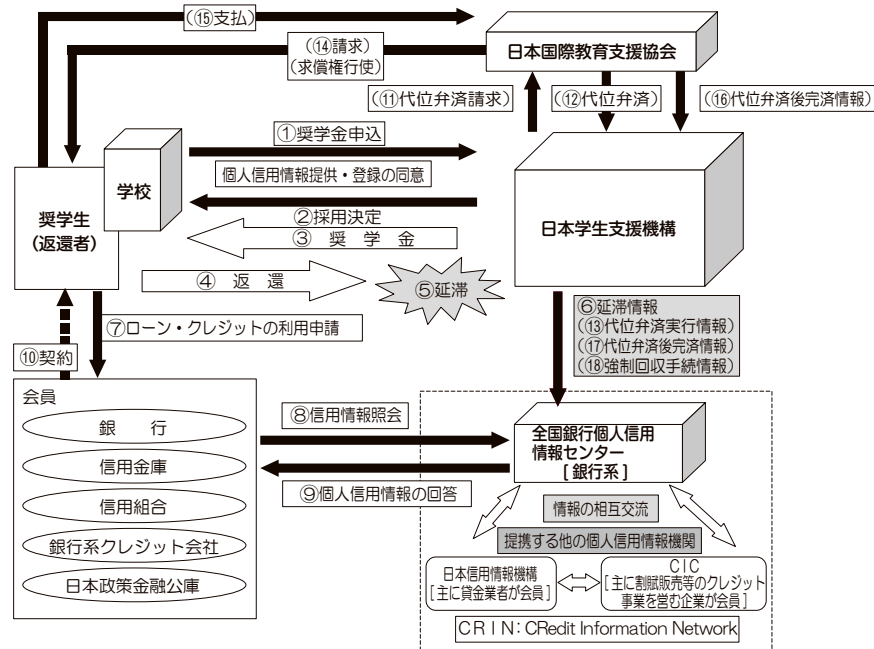 (⑮支払)
(⑭請求)
(求償権行使)
日本国際教育支援協会
(⑪代位弁済請求)
(⑫代位弁済)
(⑯代位弁済後完済情報)
①奨学金申込
個人信用情報提供・登録の同意
学校
奨学生
(返還者)
②採用決定
③ 奨 学 金
日本学生支援機構
④ 返 還
⑤延滞
⑥延滞情報
(⑬代位弁済実行情報)
(⑰代位弁済後完済情報)
(⑱強制回収手続情報)
⑦ローン・クレジットの利用申請
⑩契約
会員
銀 行
信用金庫
信用組合
銀行系クレジット会社
日本政策金融公庫
⑧信用情報照会
⑨個人信用情報の回答
全国銀行個人信用
情報センター
[銀行系]
情報の相互交流
提携する他の個人信用情報機関
日本信用情報機構
[主に貸金業者が会員]
CIC
[主に割賦販売等のクレジット
事業を営む企業が会員]
CRIN:CRedit Information Network